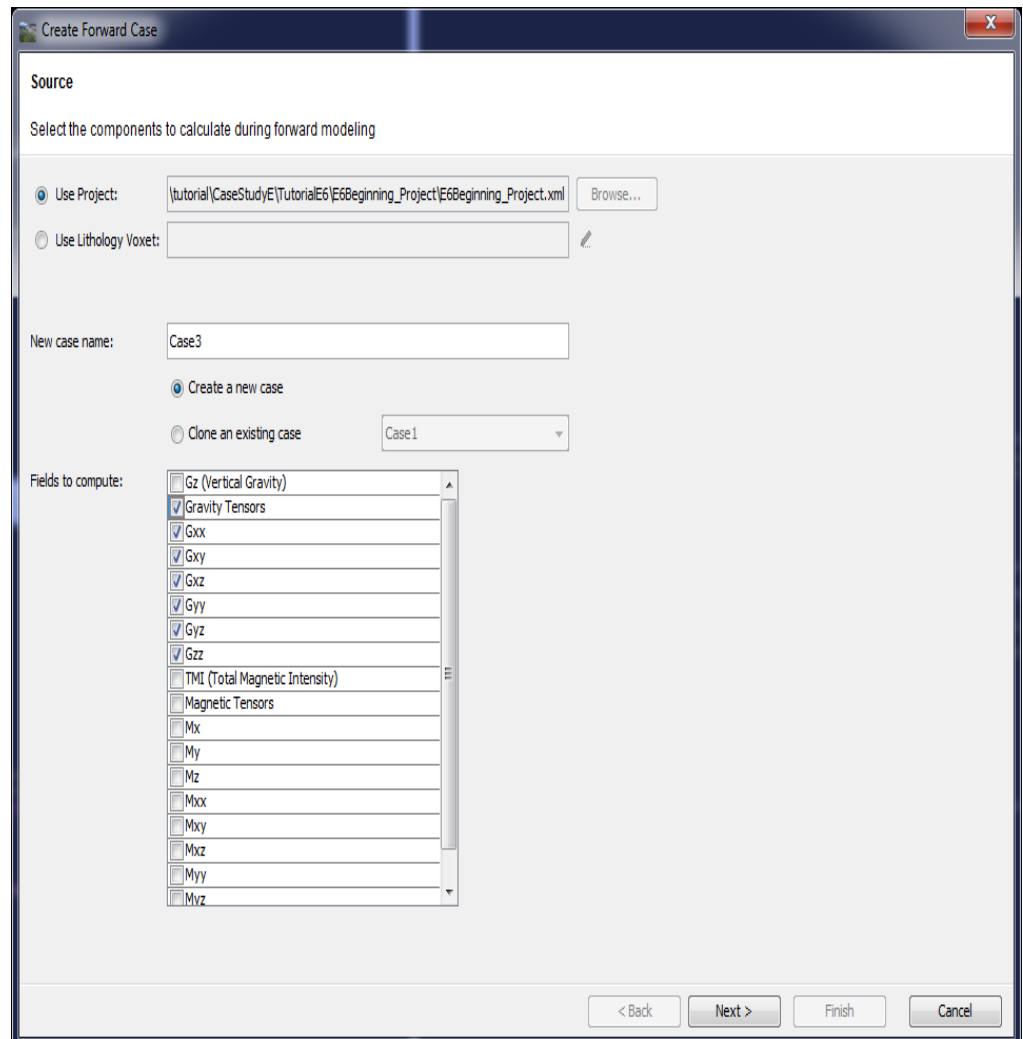 Create Forward Case
X
Source
Select the components to calculate during forward modeling
Use Project: \tutorial\CaseStudyE\TutorialE6\E6Beginning_Project\E6Beginning_Project.xml Browse...
Use Lithology Voxet:
New case name: Case3
Create a new case
Clone an existing case Case1
Fields to compute: Gz (Vertical Gravity)
Gravity Tensors
Gxx
Gxy
Gxz
Gyy
Gyz
Gzz
TMI (Total Magnetic Intensity)
Magnetic Tensors
Mx
My
Mz
Mxx
Mxy
Mxz
Myy
Myz
< Back Next > Finish Cancel